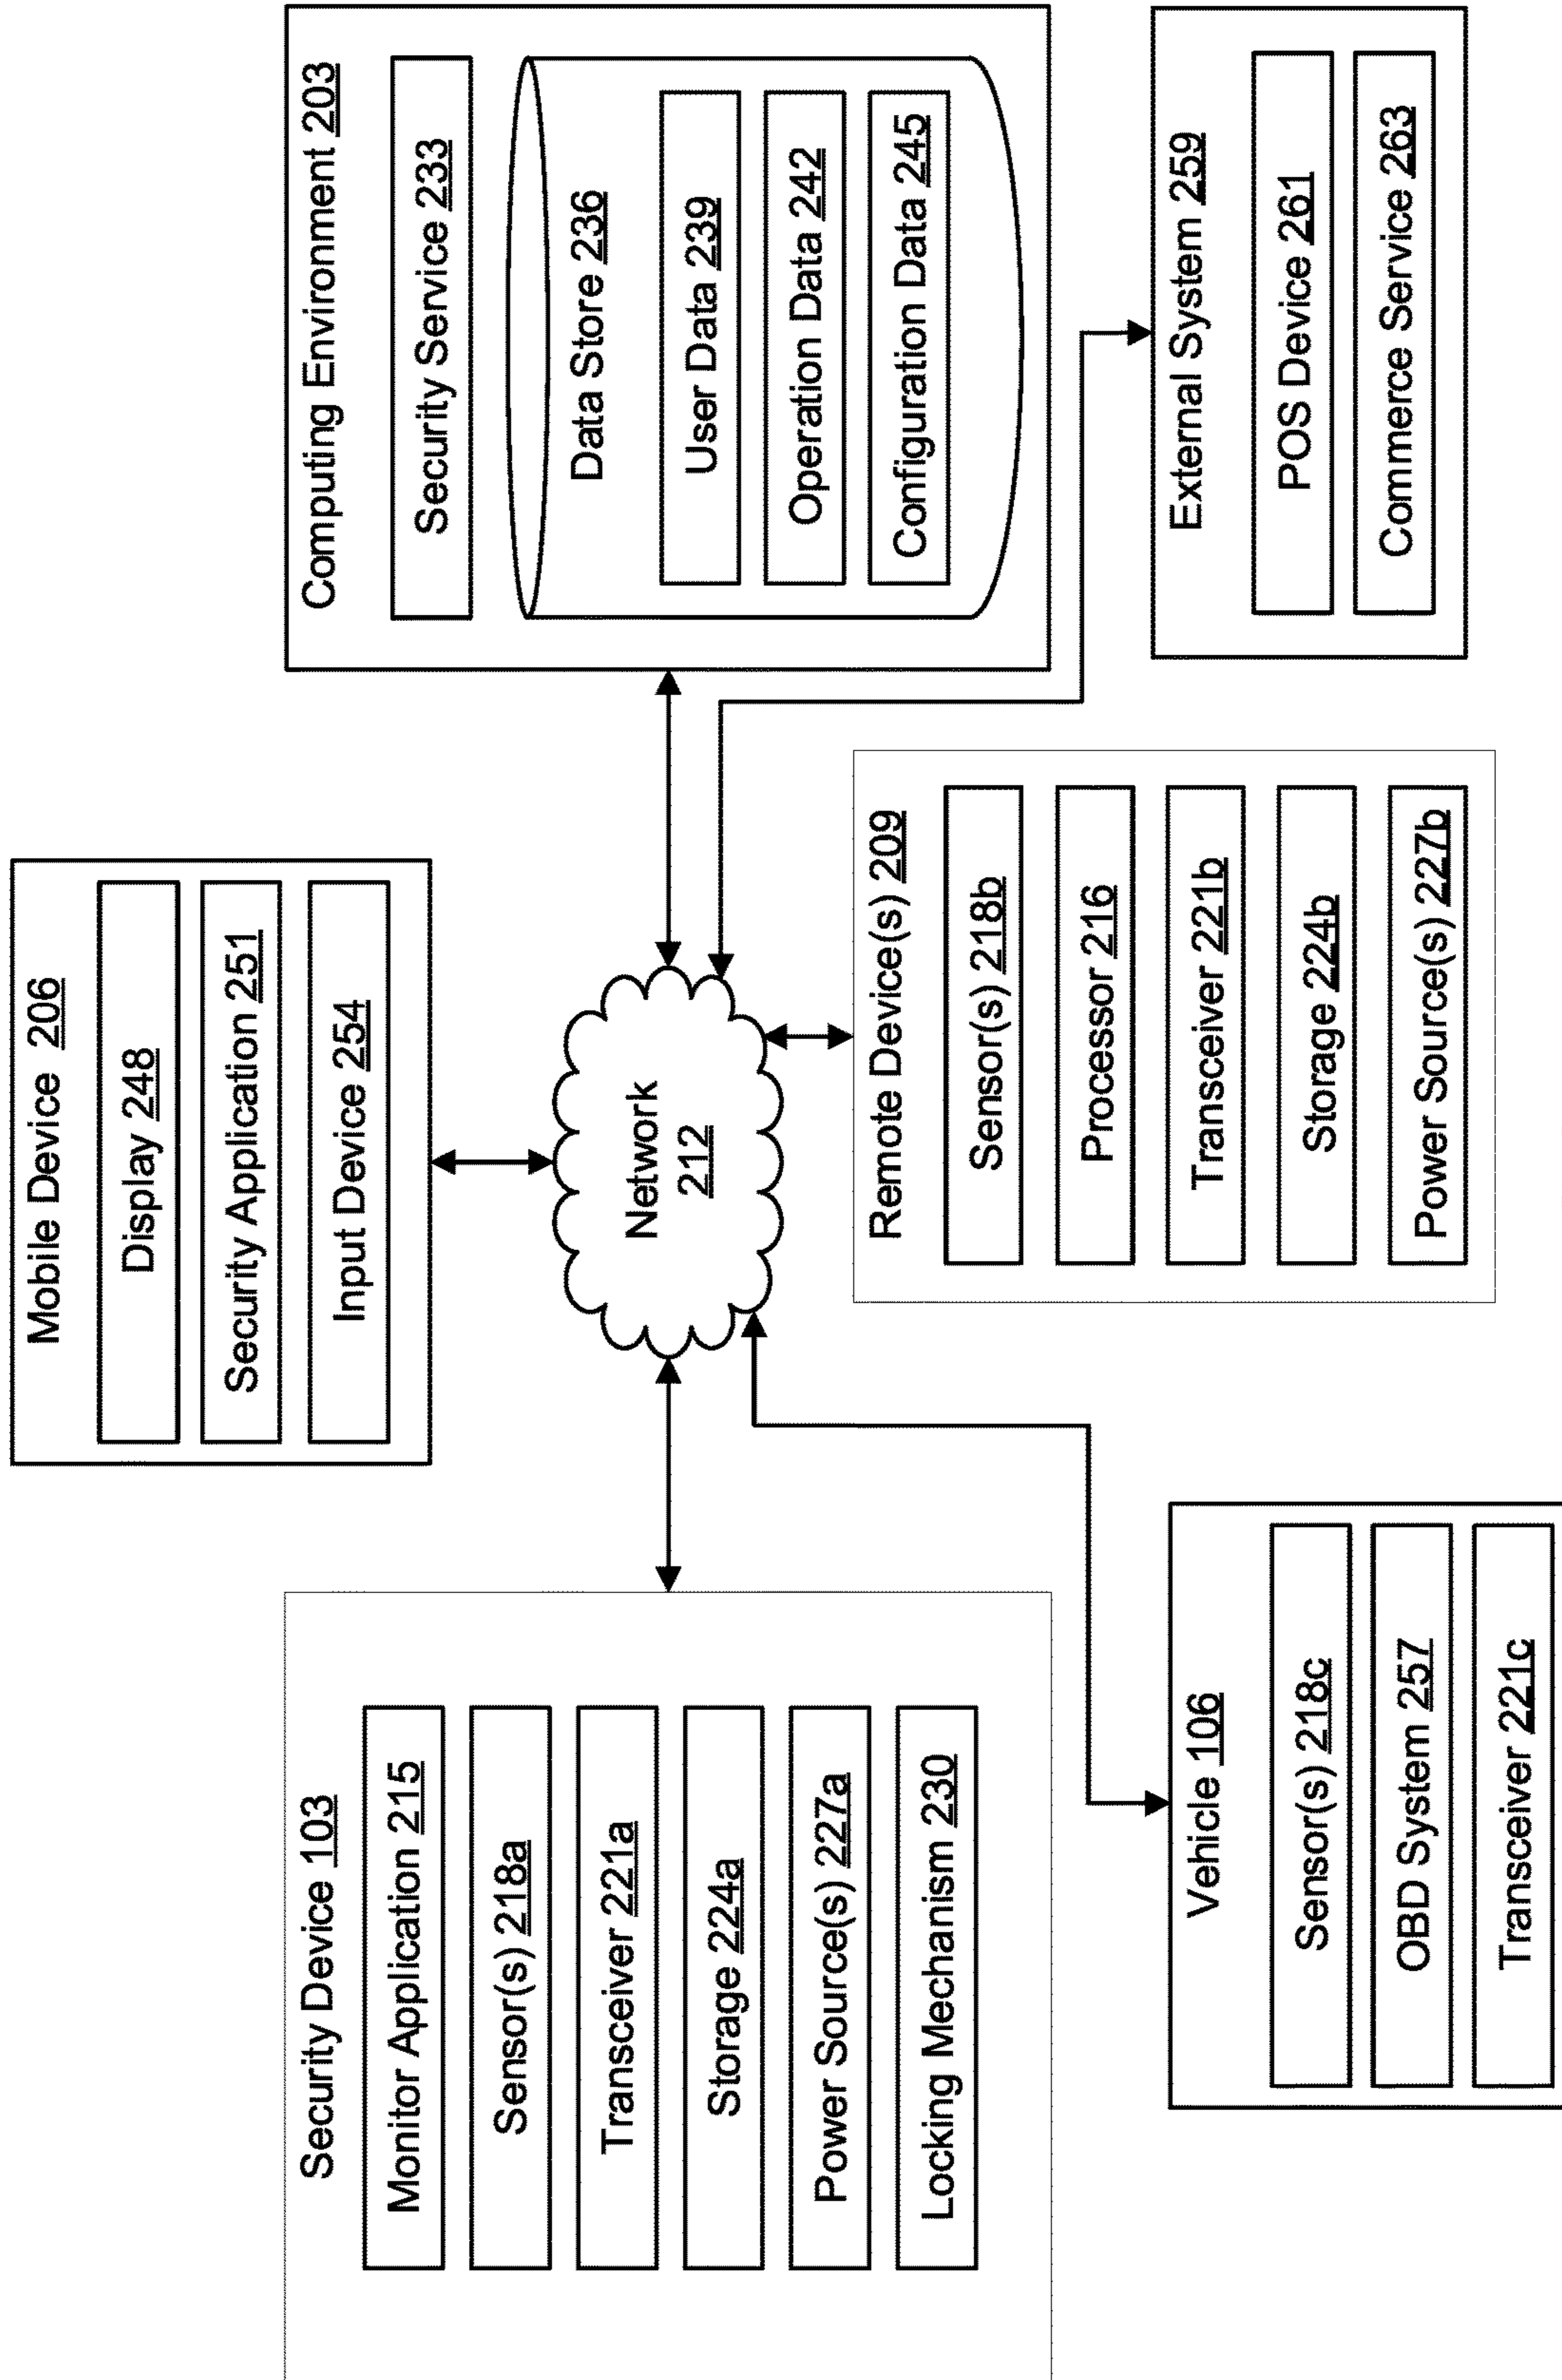 Mobile Device 206
Display 248
Security Application 251
Input Device 254
Security Device 103
Monitor Application 215
Sensor(s) 218a
Transceiver 221a
Storage 224a
Power Source(s) 227a
Locking Mechanism 230
Network
212
Computing Environment 203
Security Service 233
Data Store 236
User Data 239
Operation Data 242
Configuration Data 245
Vehicle 106
Sensor(s) 218c
OBD System 257
Transceiver 221c
Remote Device(s) 209
Sensor(s) 218b
Processor 216
Transceiver 221b
Storage 224b
Power Source(s) 227b
External System 259
POS Device 261
Commerce Service 263